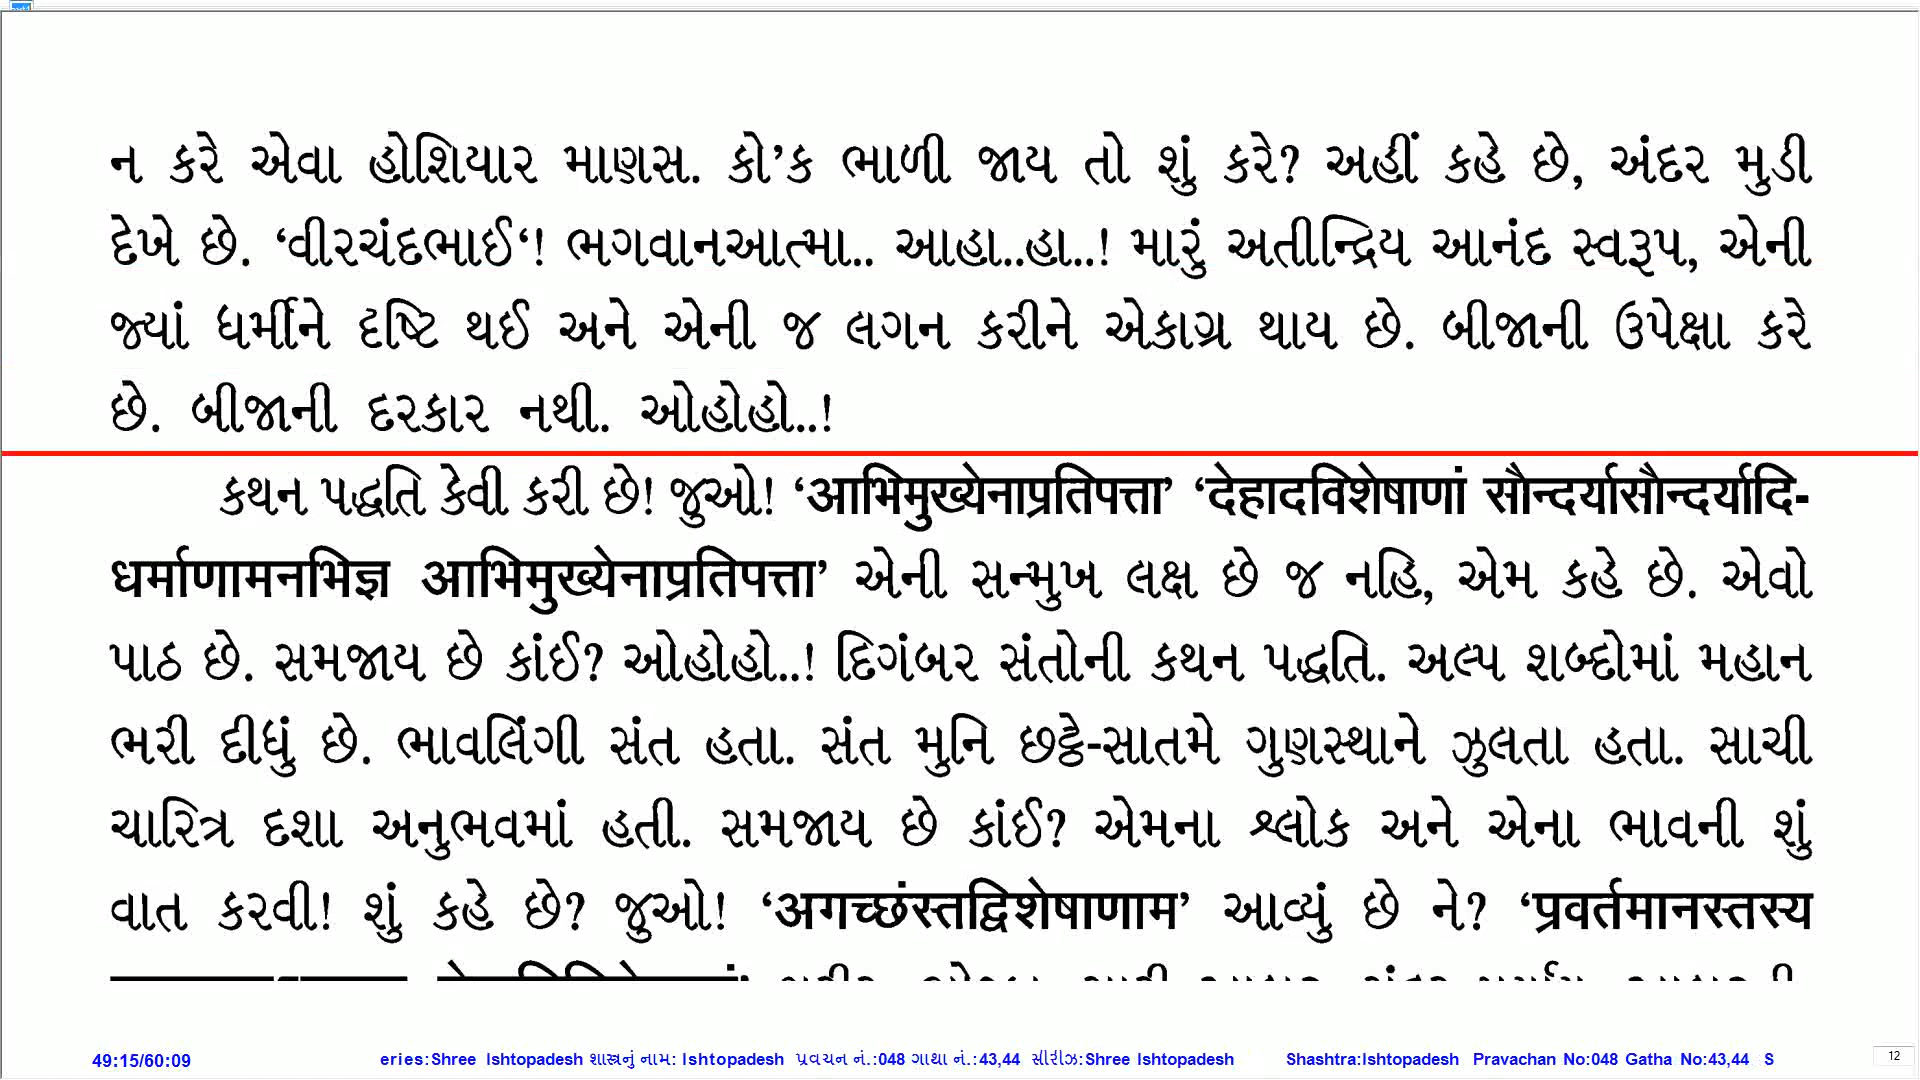 ન કરે એવા હોશિયાર માણસ. કો’ક ભાળી જાય તો શું કરે? અહીં કહે છે, અંદર મુડી
દેખે છે. ‘વીરચંદભાઈ‘! ભગવાનઆત્મા.. આહા..હા..! મારું અતીન્દ્રિય આનંદ સ્વરૂપ, એની
જ્યાં ધર્મીને દૃષ્ટિ થઈ અને એની જ લગન કરીને એકાગ્ર થાય છે. બીજાની ઉપેક્ષા કરે
છે. બીજાની દરકાર નથી. ઓહોહો..!
કથન પદ્ધતિ કેવી કરી છે! જુઓ! ‘आभिमुख्येनाप्रतिपत्ता’ ‘देहादविशेषाणां सौन्दर्यासौन्दर्यादि-
धर्माणामनभिज्ञ आभिमुख्येनाप्रतिपत्ता’ એની સન્મુખ લક્ષ છે જ નહિ, એમ કહે છે. એવો
પાઠ છે. સમજાય છે કાંઈ? ઓહોહો..! દિગંબર સંતોની કથન પદ્ધતિ. અલ્પ શબ્દોમાં મહાન
ભરી દીધું છે. ભાવલિંગી સંત હતા. સંત મુનિ છઠ્ઠે-સાતમે ગુણસ્થાને ઝુલતા હતા. સાચી
ચારિત્ર દશા અનુભવમાં હતી. સમજાય છે કાંઈ? એમના શ્લોક અને એના ભાવની શું
વાત કરવી! શું કહે છે? જુઓ! ‘अगच्छंस्तद्विशेषाणाम’ આવ્યું છે ને? ‘प्रवर्तमानस्तस्य
49:15/60:09 eries:Shree Ishtopadesh શાસ્ત્રનું નામ: Ishtopadesh પ્રવચન નં.:048 ગાથા નં.:43,44 સીરીઝ:Shree Ishtopadesh Shashtra:Ishtopadesh Pravachan No:048 Gatha No:43,44 S 12